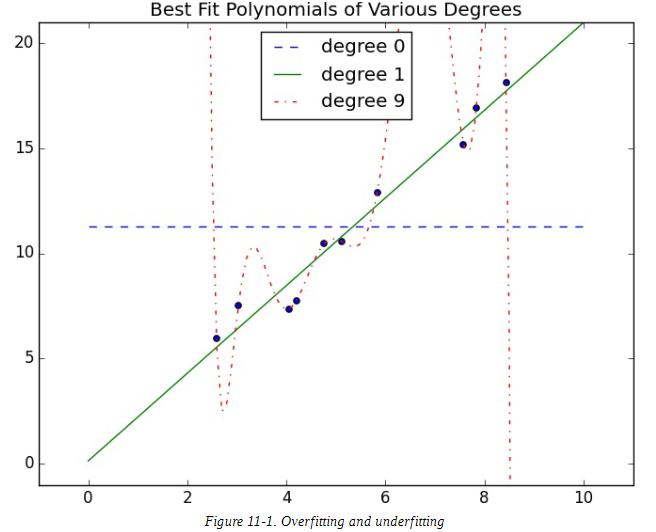 Best Fit Polynomials of Various Degrees
degree 0
degree 1
degree 9
20
15
10
5
0
0 2 4 6 8 10
Figure 11-1. Overfitting and underfitting